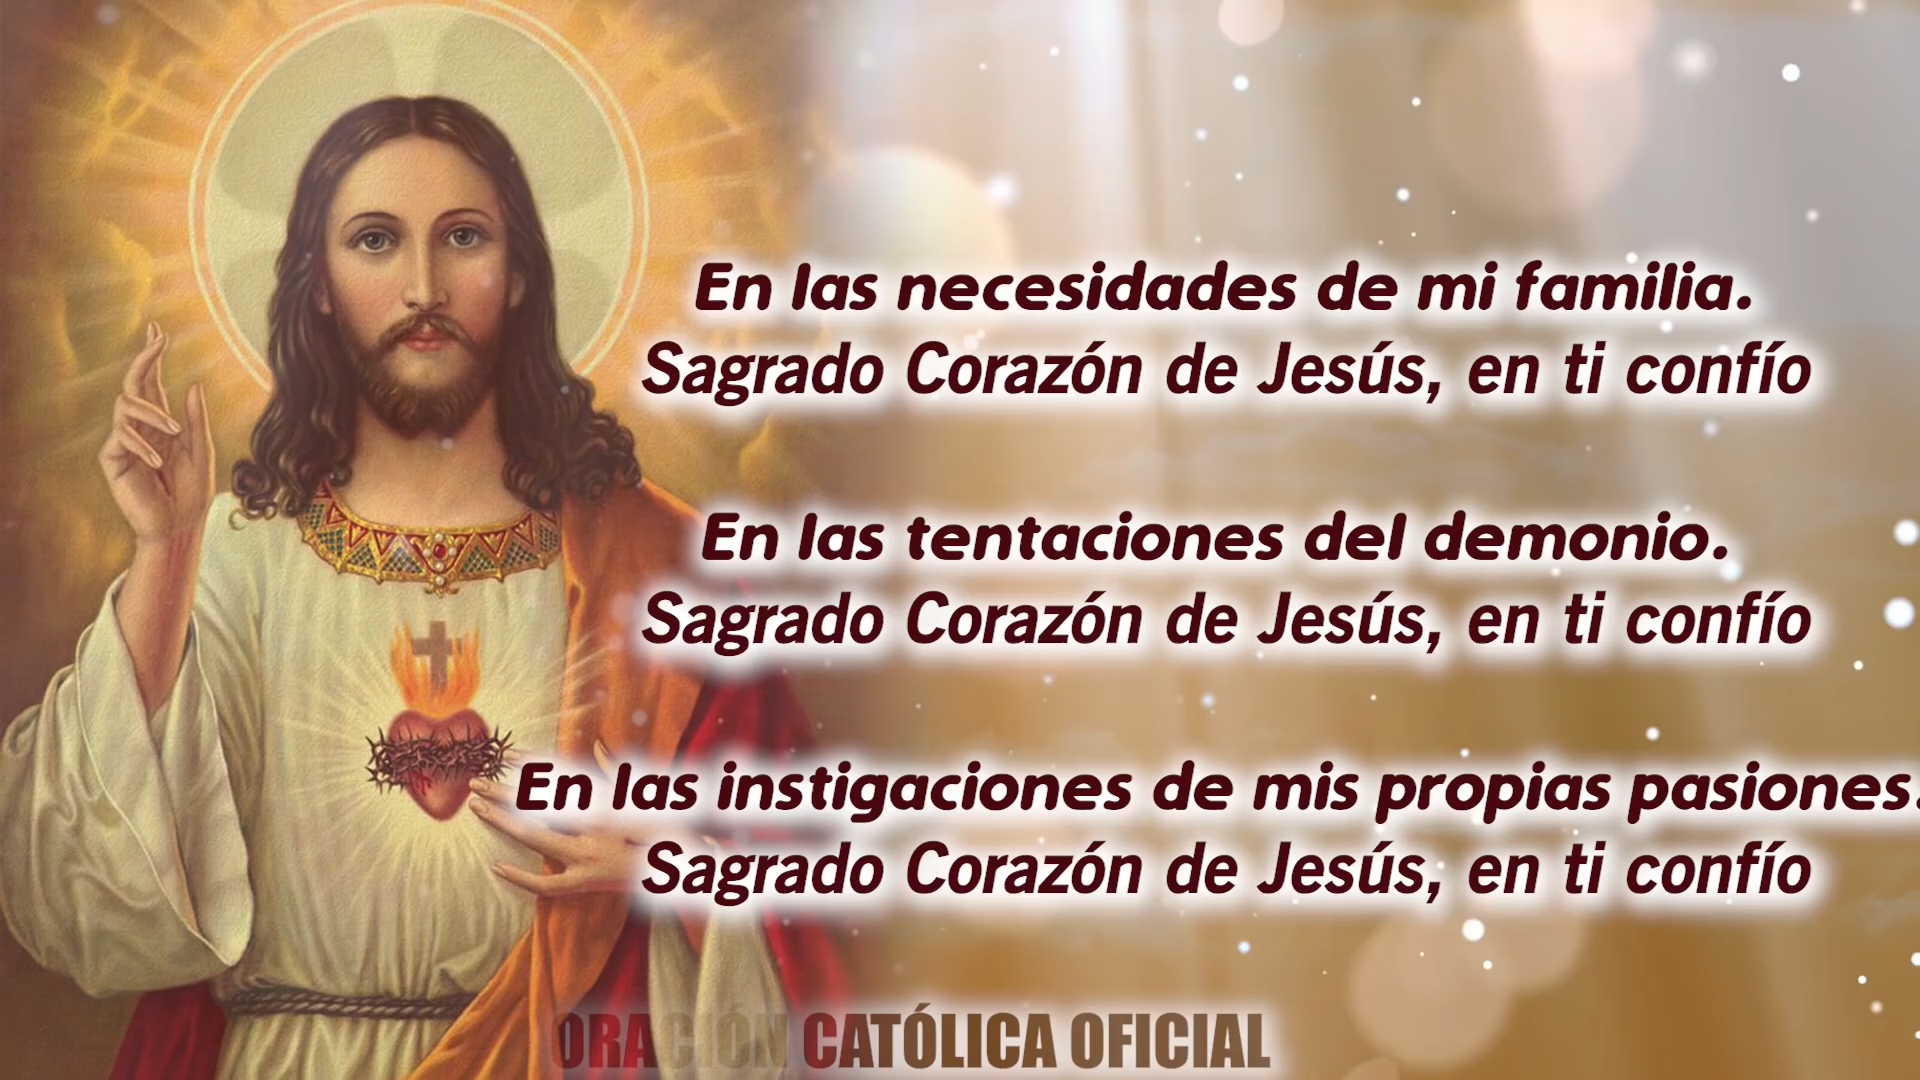 En las necesidades de mi familia.
Sagrado Corazón de Jesús, en ti confío
En las tentaciones del demonio.
Sagrado Corazón de Jesús, en ti confío
En las instigaciones de mis propias pasiones.
Sagrado Corazón de Jesús, en ti confío
ORACIÓN CATÓLICA OFICIAL